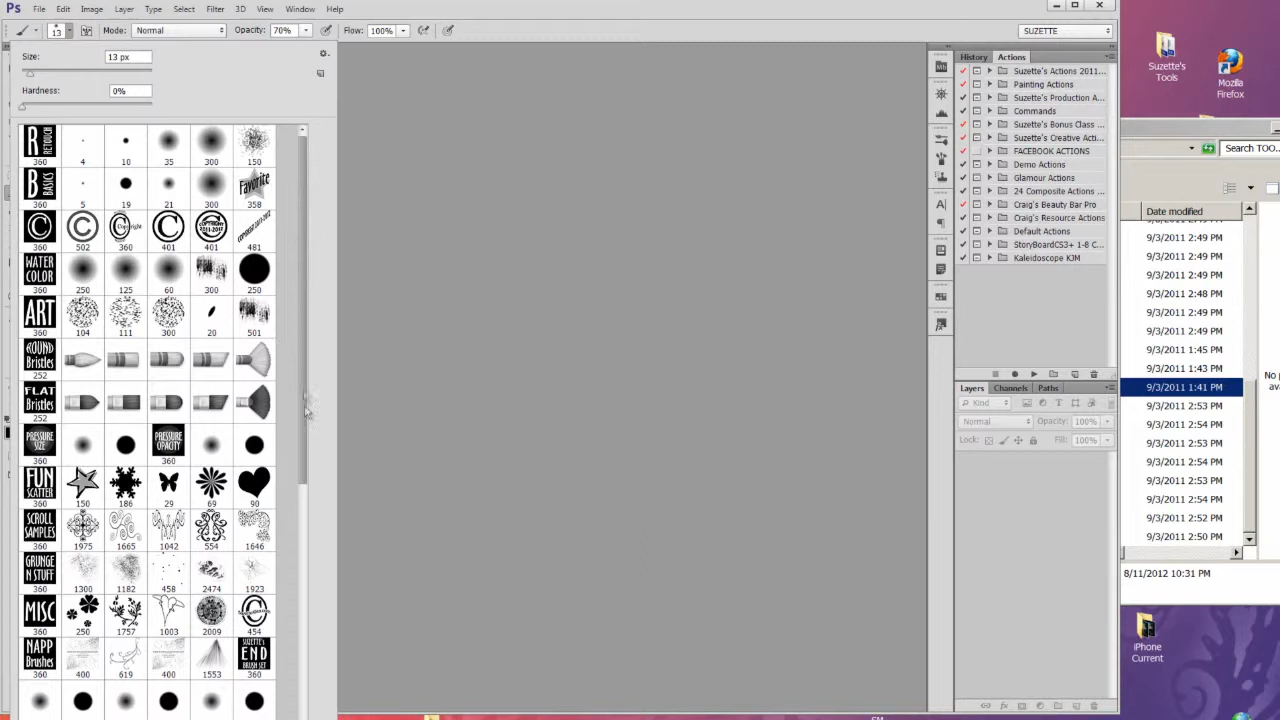 Ps File Edit Image Layer Type Select Filter 3D View Window Help
13 Mode: Normal Opacity: 70% Flow: 100% SUZETTE
Size: 13 px
Hardness: 0%
R RETOUCH
360 4 10 35 300 150
B BASICS Favorite
360 5 19 21 300 358
© © © Copyright © © COPYRIGHT 2011-2012 COPYRIGHT 2011-2012
360 502 360 401 401 481
WATER COLOR
360 250 125 60 300 250
ART
360 104 111 300 20 501
ROUND Bristles
252
FLAT Bristles
252
PRESSURE SIZE PRESSURE OPACITY
360 360
FUN SCATTER
360 150 186 29 69 90
SCROLL SAMPLES
360 1975 1665 1042 554 1646
GRUNGE N STUFF
360 1300 1182 458 2474 1923
MISC
360 250 1757 1003 2009 454
NAPP Brushes SUZETTE'S END BRUSH SET
360 400 619 400 1553 360
History Actions
Suzette's Actions 2011...
Painting Actions
Suzette's Production A...
Commands
Suzette's Bonus Class ...
Suzette's Creative Acti...
FACEBOOK ACTIONS
Demo Actions
Glamour Actions
24 Composite Actions ...
Craig's Beauty Bar Pro
Craig's Resource Actions
Default Actions
StoryBoardCS3+ 1-8 C...
Kaleidoscope KJM
Layers Channels Paths
Kind
Normal Opacity: 100%
Lock: Fill: 100%
Suzette's Tools
Mozilla Firefox
Search TOO...
Date modified
9/3/2011 2:49 PM
9/3/2011 2:49 PM
9/3/2011 2:49 PM
9/3/2011 2:48 PM
9/3/2011 2:49 PM
9/3/2011 2:49 PM
9/3/2011 1:45 PM
9/3/2011 1:43 PM
9/3/2011 1:41 PM
9/3/2011 2:53 PM
9/3/2011 2:54 PM
9/3/2011 2:53 PM
9/3/2011 2:54 PM
9/3/2011 2:53 PM
9/3/2011 2:54 PM
9/3/2011 2:52 PM
9/3/2011 2:50 PM
8/11/2012 10:31 PM
iPhone Current